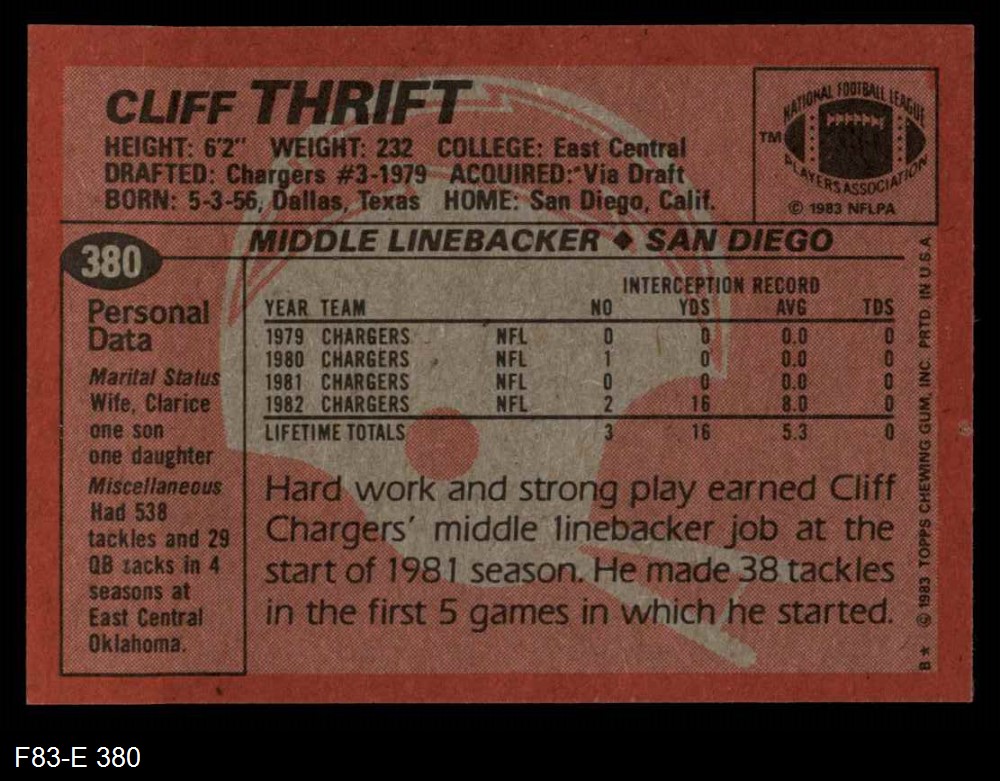 CLIFF THRIFT
HEIGHT: 6'2" WEIGHT: 232 COLLEGE: East Central
DRAFTED: Chargers #3-1979 ACQUIRED: Via Draft
BORN: 5-3-56, Dallas, Texas HOME: San Diego, Calif.
NATIONAL FOOTBALL LEAGUE
TM
PLAYERS ASSOCIATION
© 1983 NFLPA
MIDDLE LINEBACKER ♦ SAN DIEGO
380
Personal
Data
Marital Status
Wife, Clarice
one son
one daughter
Miscellaneous
Had 538
tackles and 29
QB sacks in 4
seasons at
East Central
Oklahoma.
INTERCEPTION RECORD
YEAR TEAM NO YDS AVG TDS
1979 CHARGERS NFL 0 0 0.0 0
1980 CHARGERS NFL 1 0 0.0 0
1981 CHARGERS NFL 0 0 0.0 0
1982 CHARGERS NFL 2 16 8.0 0
LIFETIME TOTALS 3 16 5.3 0
Hard work and strong play earned Cliff
Chargers' middle linebacker job at the
start of 1981 season. He made 38 tackles
in the first 5 games in which he started.
B* © 1983 TOPPS CHEWING GUM, INC. PRTD. IN U.S.A.
F83-E 380